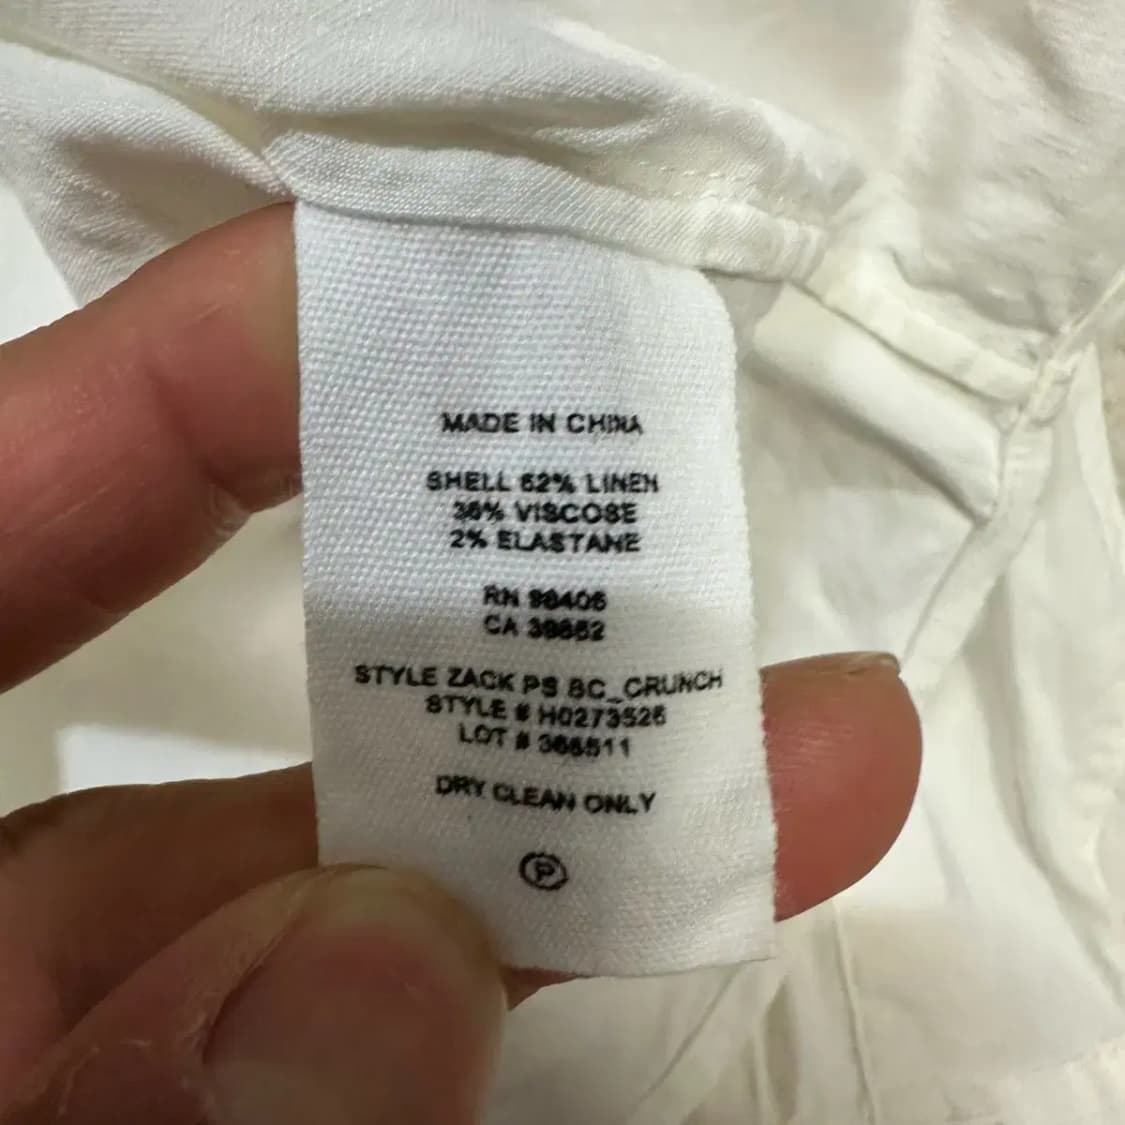 MADE IN CHINA
SHELL 62% LINEN
36% VISCOSE
2% ELASTANE
RN 98406
CA 39662
STYLE ZACK PS BC_CRUNCH
STYLE # H0273526
LOT # 366511
DRY CLEAN ONLY
P